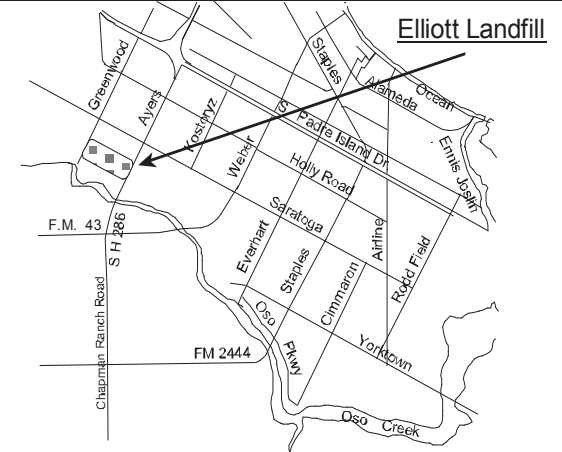 Elliott Landfill
Greenwood
Ayers
Kostoryz
Weber
Staples
Alameda
Ocean
Ennis Joslin
S Padre Island Dr
Holly Road
Saratoga
F.M. 43
S H 286
Everhart
Staples
Cimmaron
Airline
Rodd Field
Chapman Ranch Road
FM 2444
Oso Pkwy
Yorktown
Oso Creek